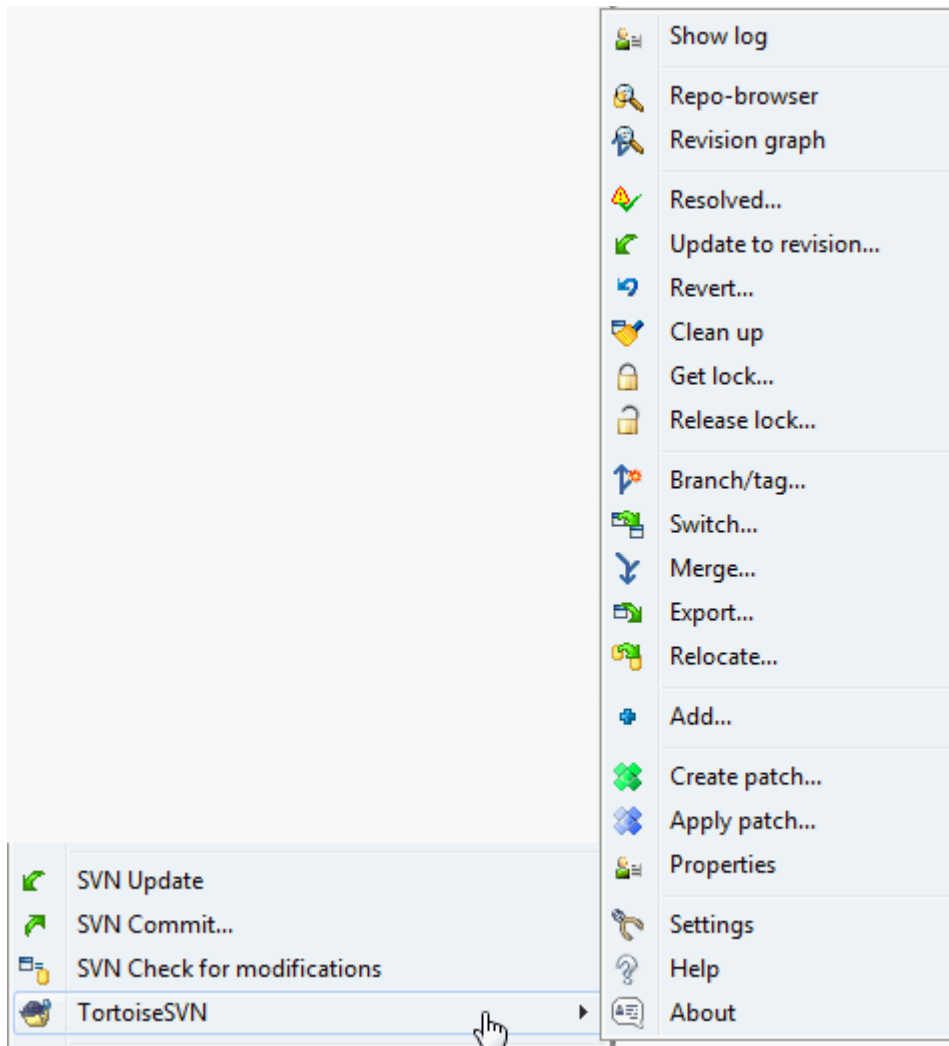 Show log
Repo-browser
Revision graph
Resolved...
Update to revision...
Revert...
Clean up
Get lock...
Release lock...
Branch/tag...
Switch...
Merge...
Export...
Relocate...
Add...
Create patch...
Apply patch...
Properties
Settings
Help
About
SVN Update
SVN Commit...
SVN Check for modifications
TortoiseSVN